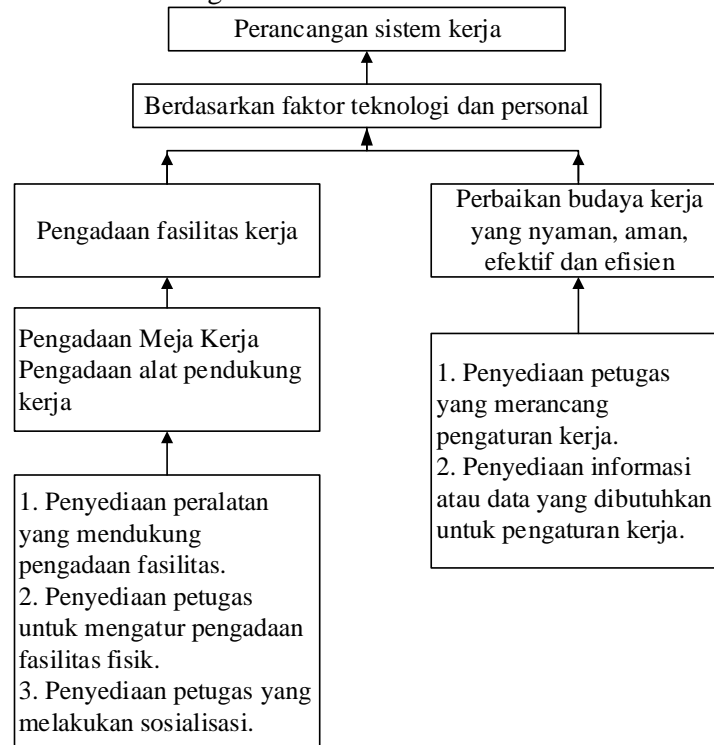 Perancangan sistem kerja
Berdasarkan faktor teknologi dan personal
Pengadaan fasilitas kerja
Perbaikan budaya kerja
yang nyaman, aman,
efektif dan efisien
Pengadaan Meja Kerja
Pengadaan alat pendukung
kerja
1. Penyediaan petugas
yang merancang
pengaturan kerja.
2. Penyediaan informasi
atau data yang dibutuhkan
untuk pengaturan kerja.
1. Penyediaan peralatan
yang mendukung
pengadaan fasilitas.
2. Penyediaan petugas
untuk mengatur pengadaan
fasilitas fisik.
3. Penyediaan petugas yang
melakukan sosialisasi.